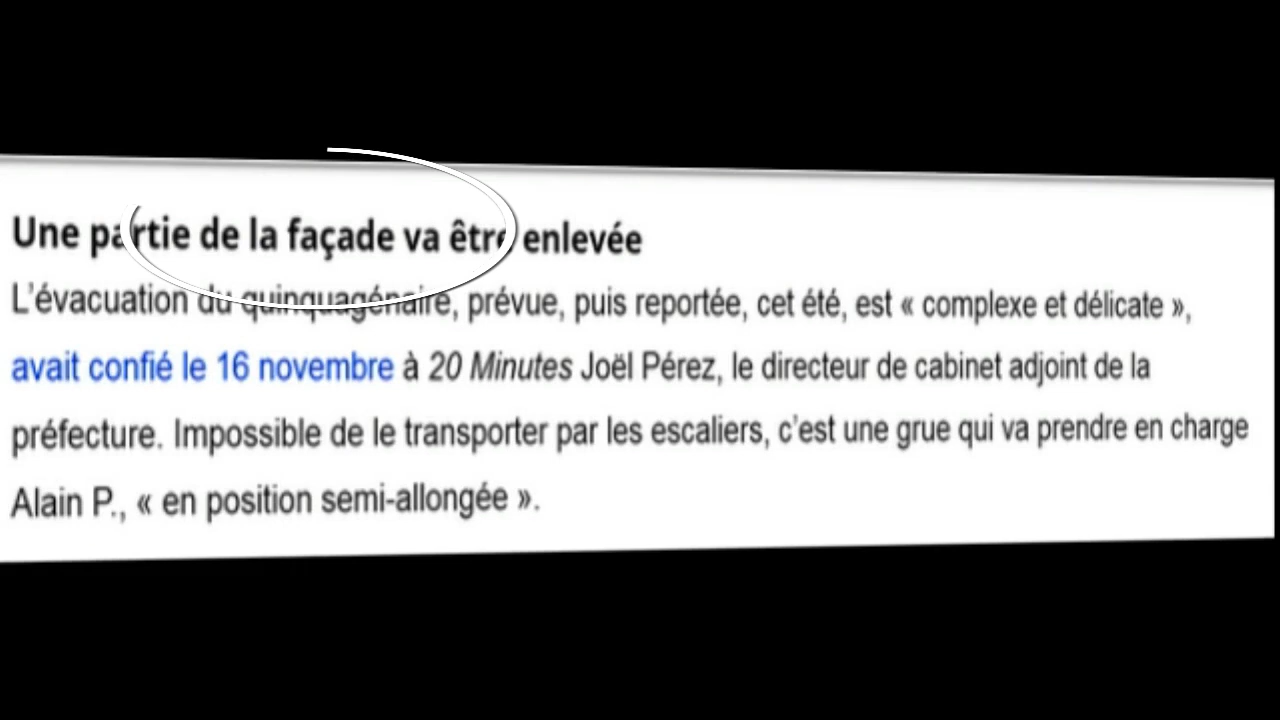 Une partie de la façade va être enlevée
L'évacuation du quinquagénaire, prévue, puis reportée, cet été, est « complexe et délicate »,
avait confié le 16 novembre à 20 Minutes Joël Pérez, le directeur de cabinet adjoint de la
préfecture. Impossible de le transporter par les escaliers, c'est une grue qui va prendre en charge
Alain P., « en position semi-allongée ».